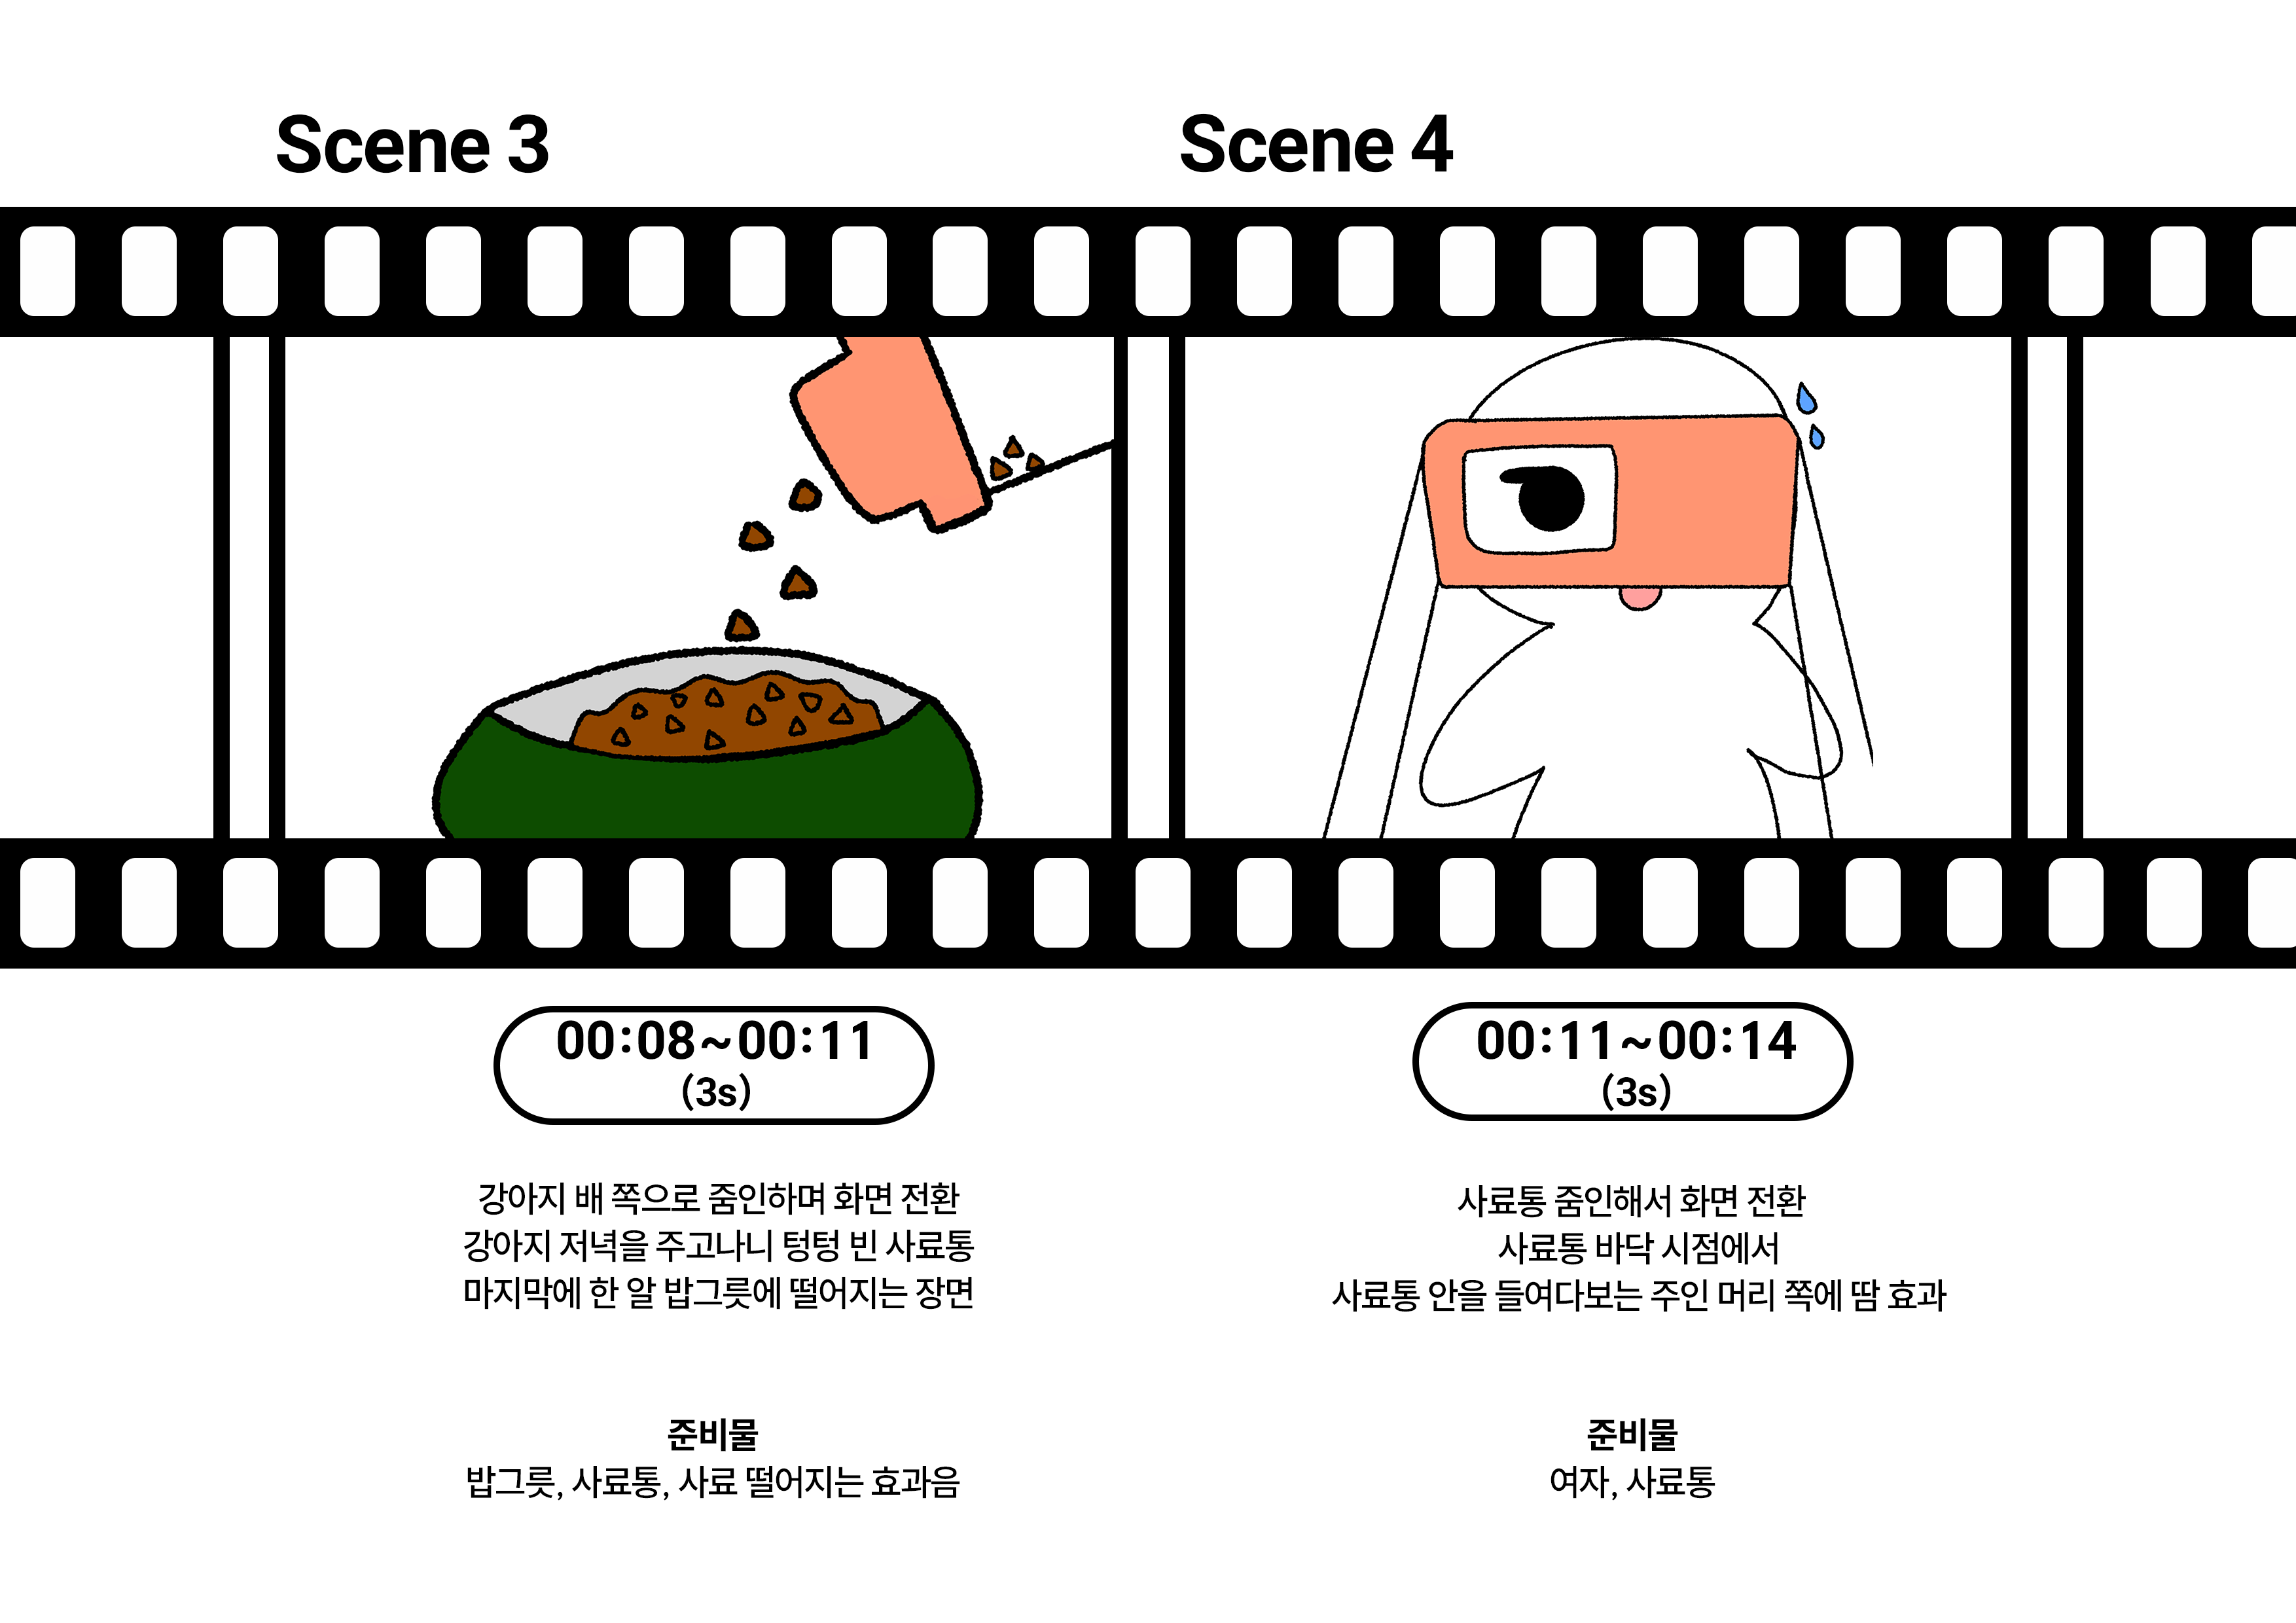 Scene 3
00:08~00:11
(3s)
강아지 배 쪽으로 줌인하며 화면 전환
강아지 저녁을 주고나니 텅텅 빈 사료통
마지막에 한 알 밥그릇에 떨어지는 장면
준비물
밥그릇, 사료통, 사료 떨어지는 효과음
Scene 4
00:11~00:14
(3s)
사료통 줌인해서 화면 전환
사료통 바닥 시점에서
사료통 안을 들여다보는 주인 머리 쪽에 땀 효과
준비물
여자, 사료통